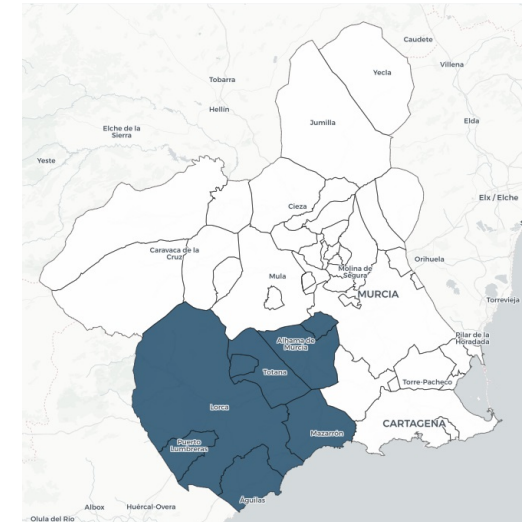 Caudete
Villena
Yecla
Tobarra
Hellín
Jumilla
Elda
Elche de la
Sierra
Yeste
Elx / Elche
Cieza
Caravaca de la
Cruz
Orihuela
Mula
Molina de
Segura
MURCIA
Torrevieja
Pilar de la
Horadada
Alhama de
Murcia
Totana
Torre-Pacheco
Lorca
CARTAGENA
Mazarrón
Puerto
Lumbreras
Águilas
Albox
Huércal-Overa
Olula del Río